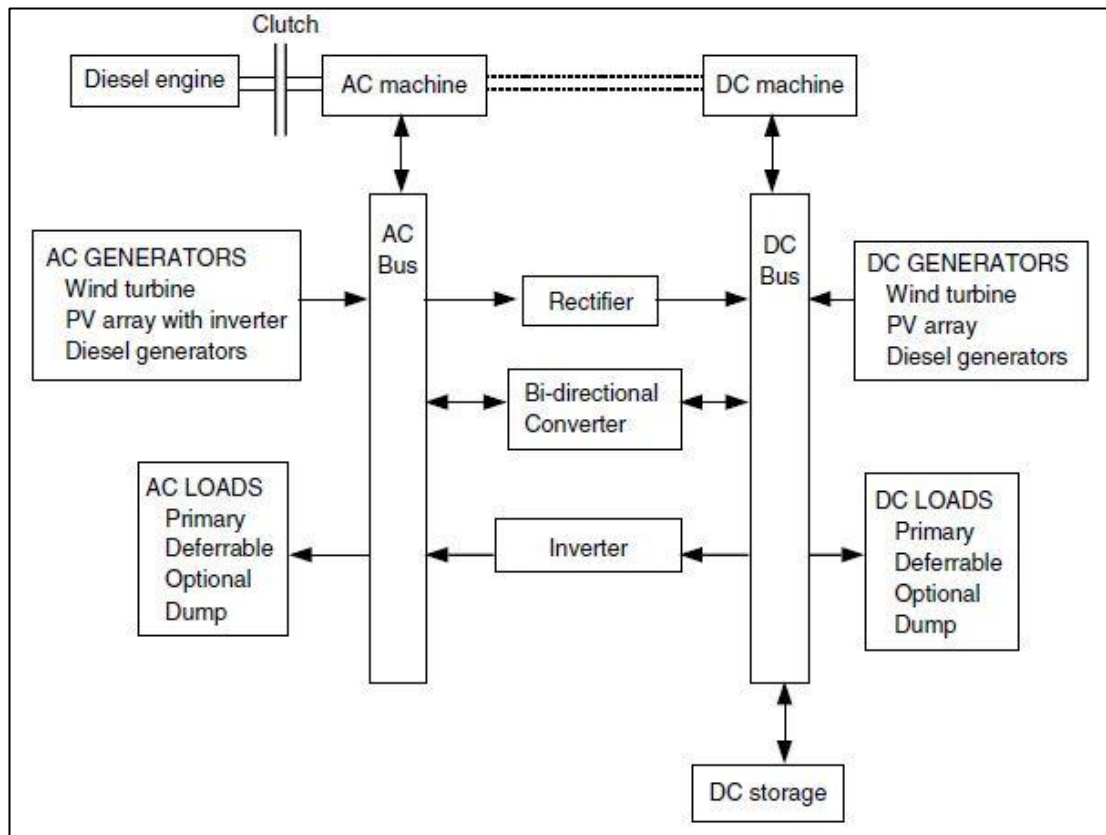 Clutch
Diesel engine
AC machine
DC machine
AC
Bus
DC
Bus
AC GENERATORS
Wind turbine
PV array with inverter
Diesel generators
Rectifier
DC GENERATORS
Wind turbine
PV array
Diesel generators
Bi-directional
Converter
AC LOADS
Primary
Deferrable
Optional
Dump
Inverter
DC LOADS
Primary
Deferrable
Optional
Dump
DC storage